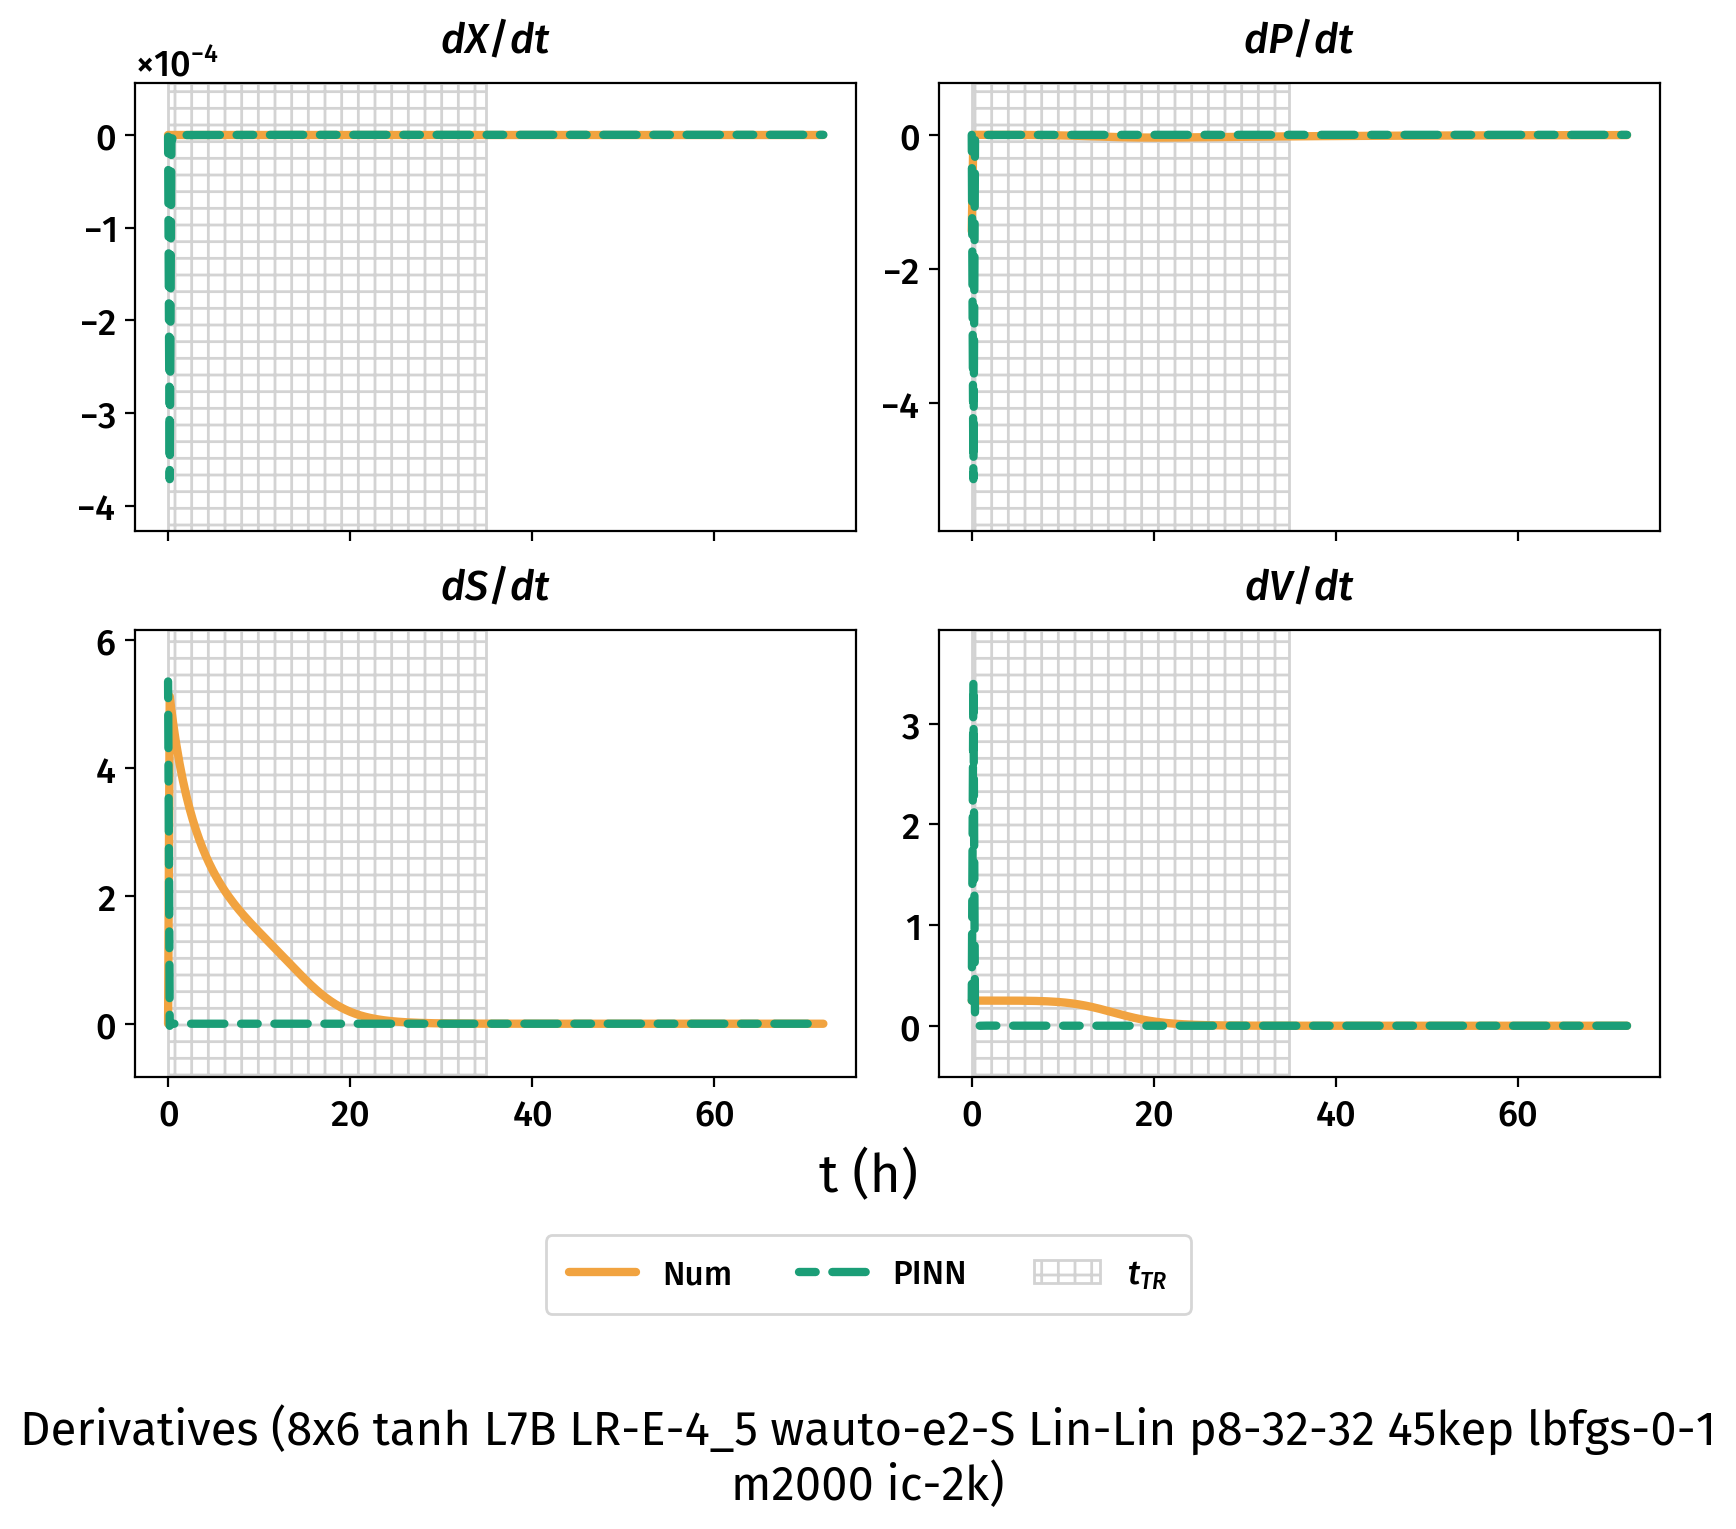 dX/dt
dP/dt
×10⁻⁴
0
−1
−2
−3
−4
0
−2
−4
dS/dt
dV/dt
6
4
2
0
3
2
1
0
0 20 40 60
0 20 40 60
t (h)
Num PINN t_TR
Derivatives (8x6 tanh L7B LR-E-4_5 wauto-e2-S Lin-Lin p8-32-32 45kep lbfgs-0-1
m2000 ic-2k)